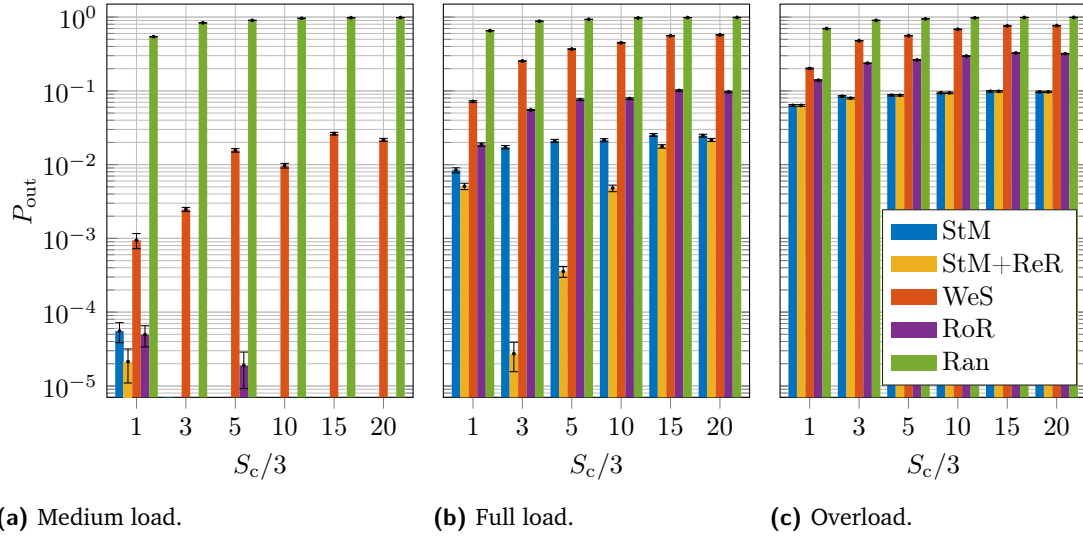 10^0
10^−1
10^−2
10^−3
10^−4
10^−5
P_out
1 3 5 10 15 20
S_c/3
1 3 5 10 15 20
S_c/3
1 3 5 10 15 20
S_c/3
StM
StM+ReR
WeS
RoR
Ran
(a) Medium load.
(b) Full load.
(c) Overload.